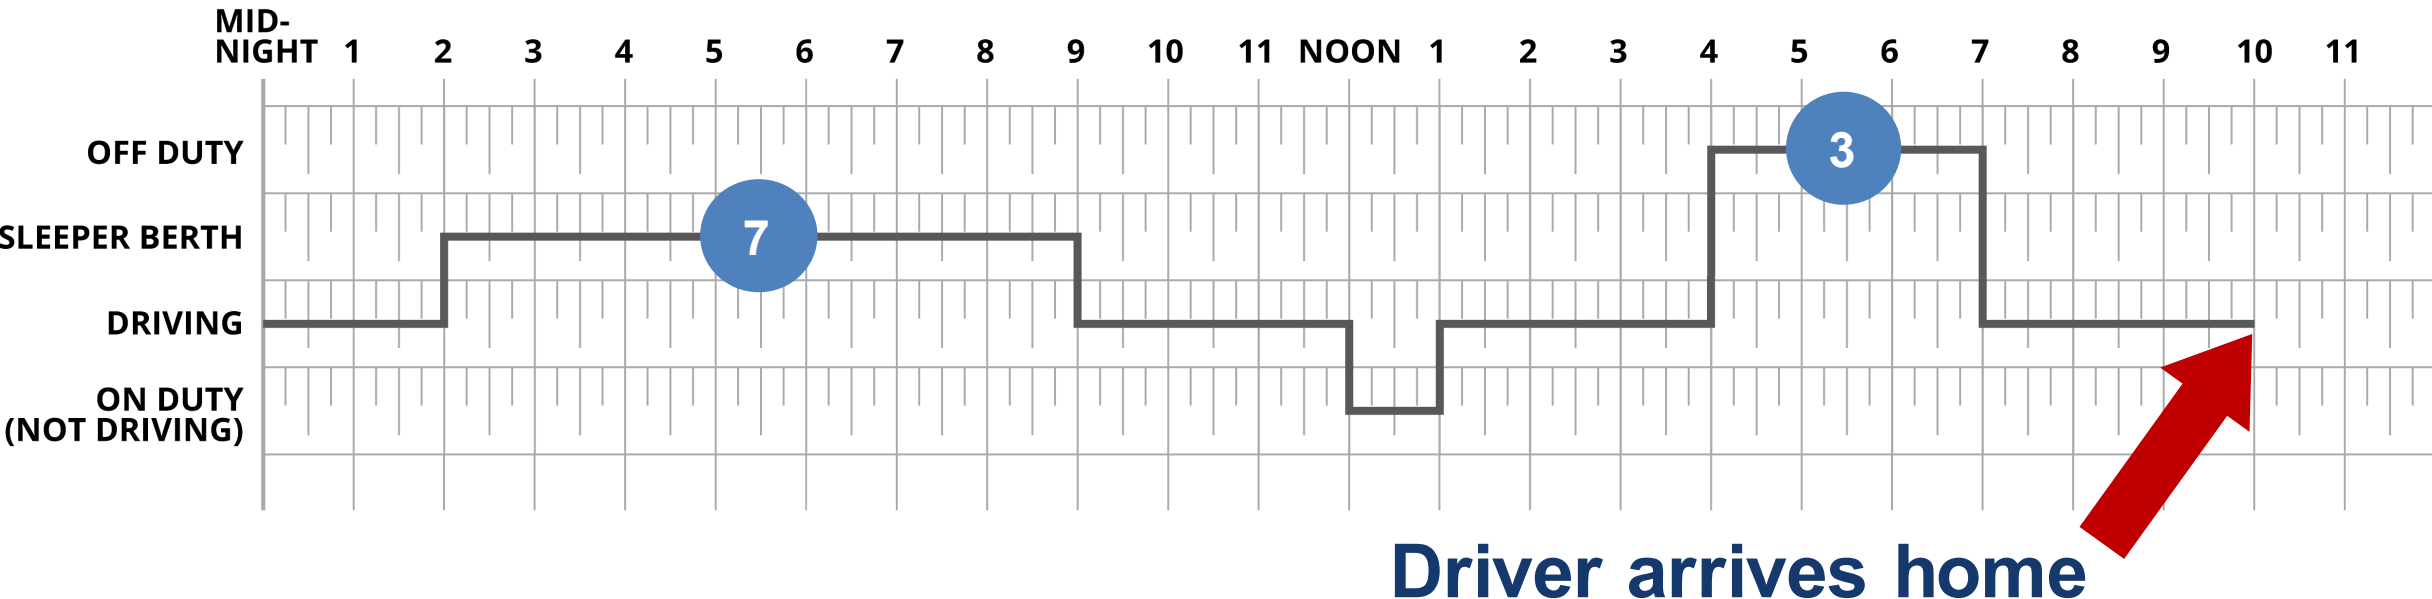 MID-
NIGHT 1 2 3 4 5 6 7 8 9 10 11 NOON 1 2 3 4 5 6 7 8 9 10 11
OFF DUTY
3
SLEEPER BERTH
7
DRIVING
ON DUTY
(NOT DRIVING)
Driver arrives home